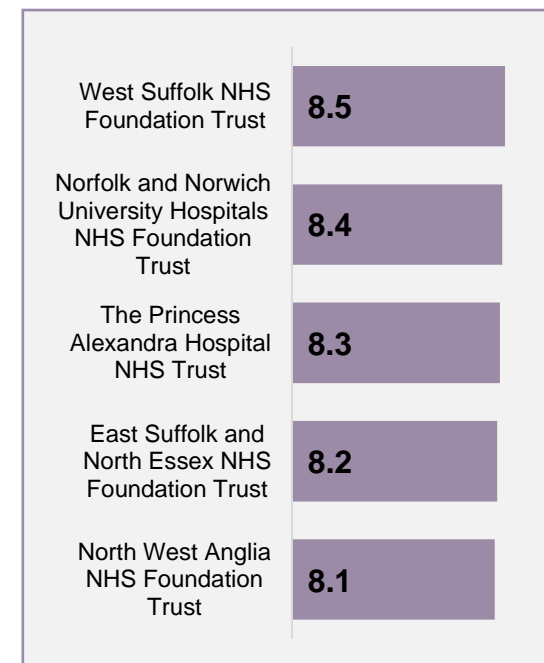 West Suffolk NHS
Foundation Trust
8.5
Norfolk and Norwich
University Hospitals
NHS Foundation
Trust
8.4
The Princess
Alexandra Hospital
NHS Trust
8.3
East Suffolk and
North Essex NHS
Foundation Trust
8.2
North West Anglia
NHS Foundation
Trust
8.1